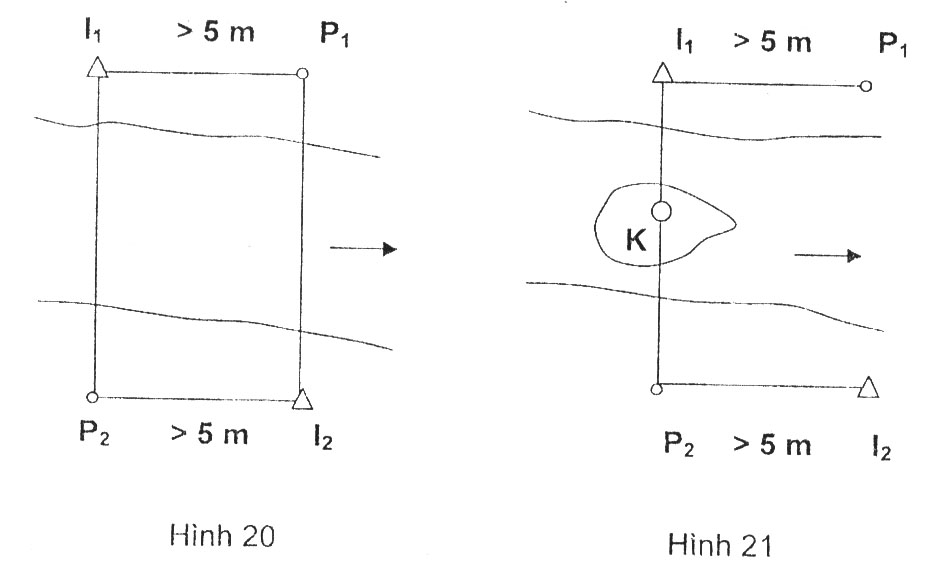 I₁ > 5 m P₁
P₂ > 5 m I₂
Hình 20
I₁ > 5 m P₁
K
P₂ > 5 m I₂
Hình 21